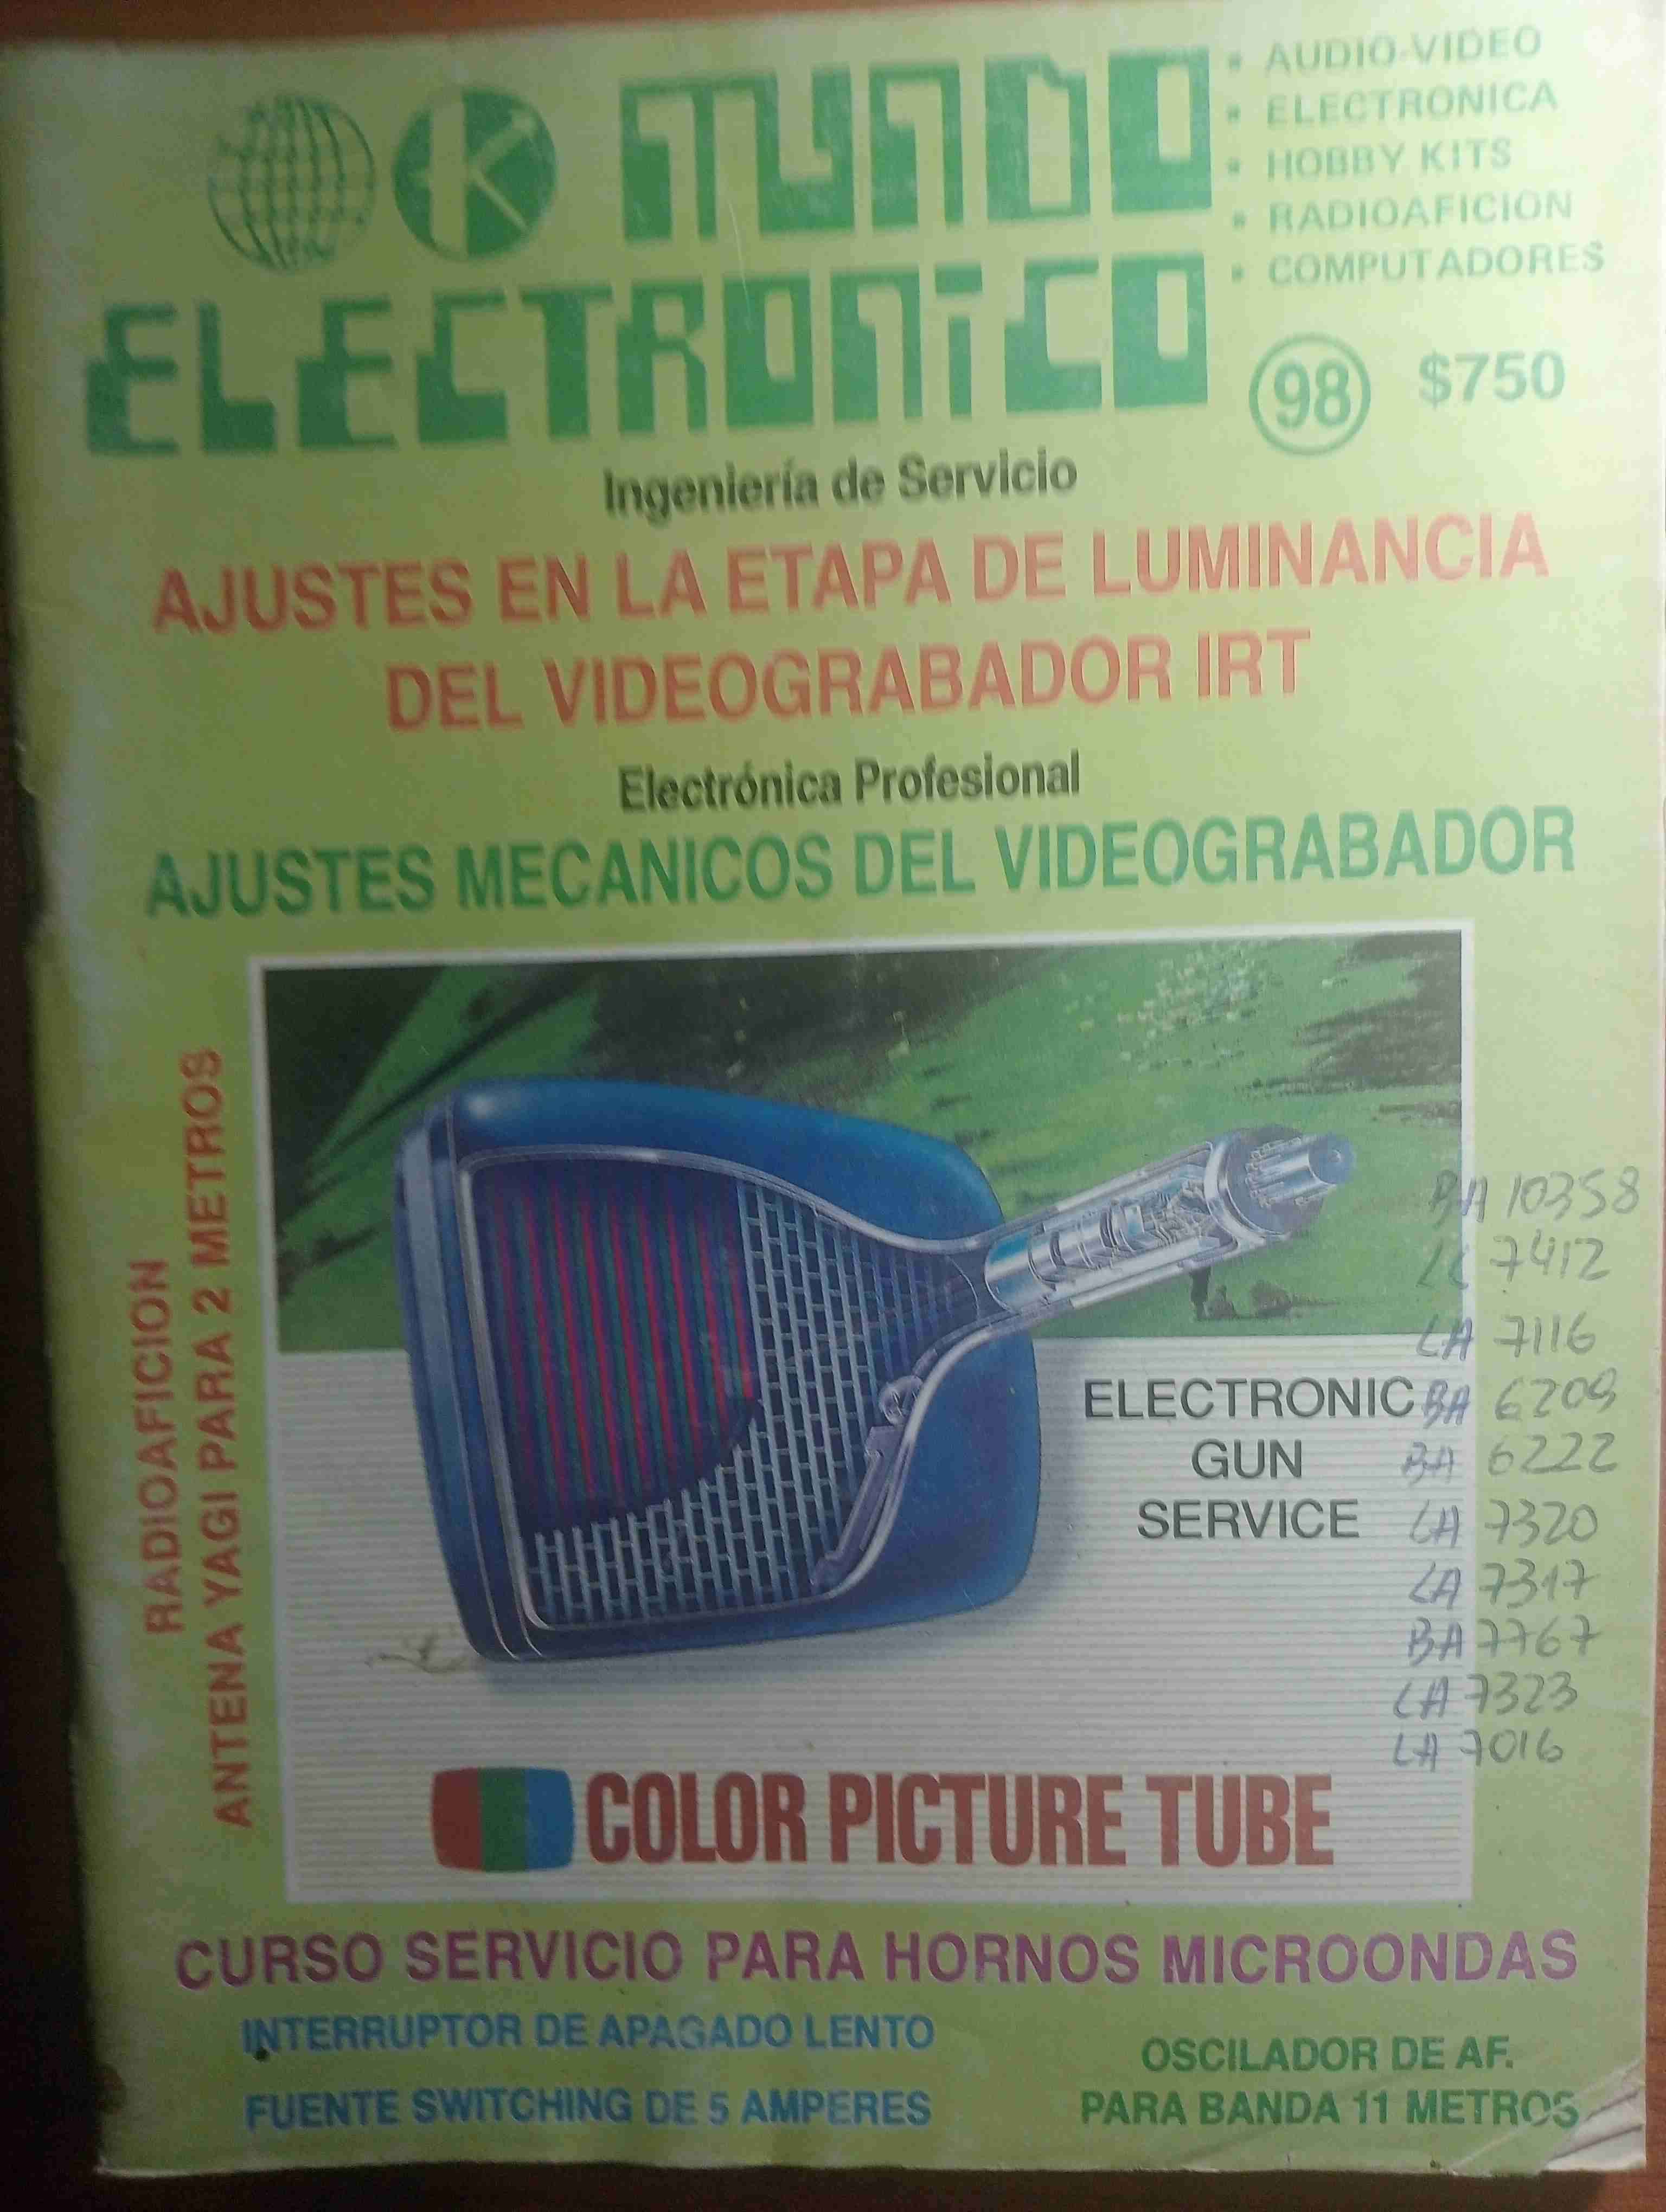 MUNDO
ELECTRONICO
K
• AUDIO-VIDEO
• ELECTRONICA
• HOBBY KITS
• RADIOAFICION
• COMPUTADORES
98 $750
Ingeniería de Servicio
AJUSTES EN LA ETAPA DE LUMINANCIA
DEL VIDEOGRABADOR IRT
Electrónica Profesional
AJUSTES MECANICOS DEL VIDEOGRABADOR
RADIOAFICION
ANTENA YAGI PARA 2 METROS
ELECTRONIC
GUN
SERVICE
BA 10358
LC 7412
LA 7116
BA 6209
BA 6222
LA 7320
LA 7317
BA 7767
LA 7323
LA 7016
COLOR PICTURE TUBE
CURSO SERVICIO PARA HORNOS MICROONDAS
INTERRUPTOR DE APAGADO LENTO
FUENTE SWITCHING DE 5 AMPERES
OSCILADOR DE AF.
PARA BANDA 11 METROS